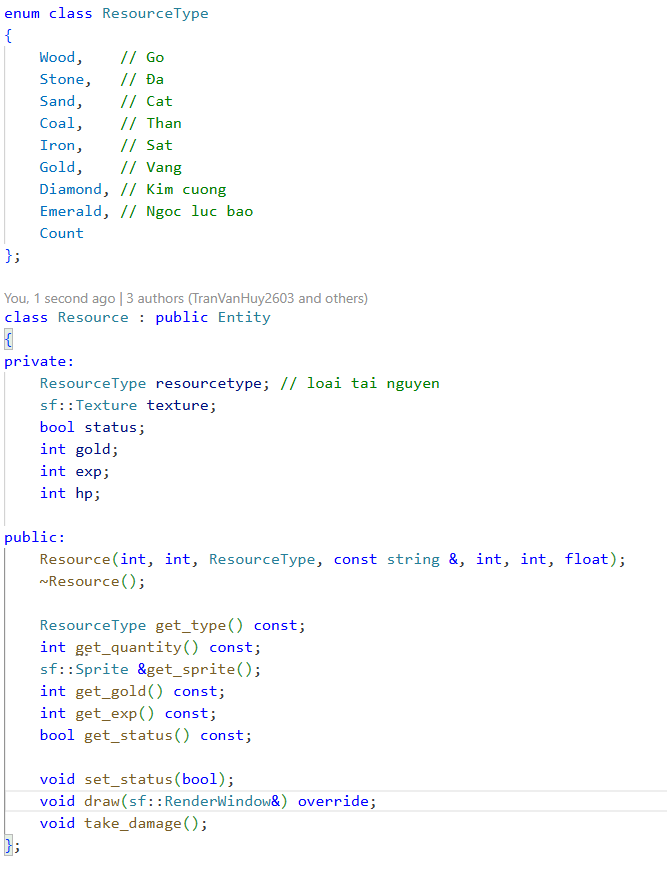 enum class ResourceType
{
    Wood,    // Go
    Stone,   // Đa
    Sand,    // Cat
    Coal,    // Than
    Iron,    // Sat
    Gold,    // Vang
    Diamond, // Kim cuong
    Emerald, // Ngoc luc bao
    Count
};
You, 1 second ago | 3 authors (TranVanHuy2603 and others)
class Resource : public Entity
{
private:
    ResourceType resourcetype; // loai tai nguyen
    sf::Texture texture;
    bool status;
    int gold;
    int exp;
    int hp;
public:
    Resource(int, int, ResourceType, const string &, int, int, float);
    ~Resource();
    ResourceType get_type() const;
    int get_quantity() const;
    sf::Sprite &get_sprite();
    int get_gold() const;
    int get_exp() const;
    bool get_status() const;
    void set_status(bool);
    void draw(sf::RenderWindow&) override;
    void take_damage();
};